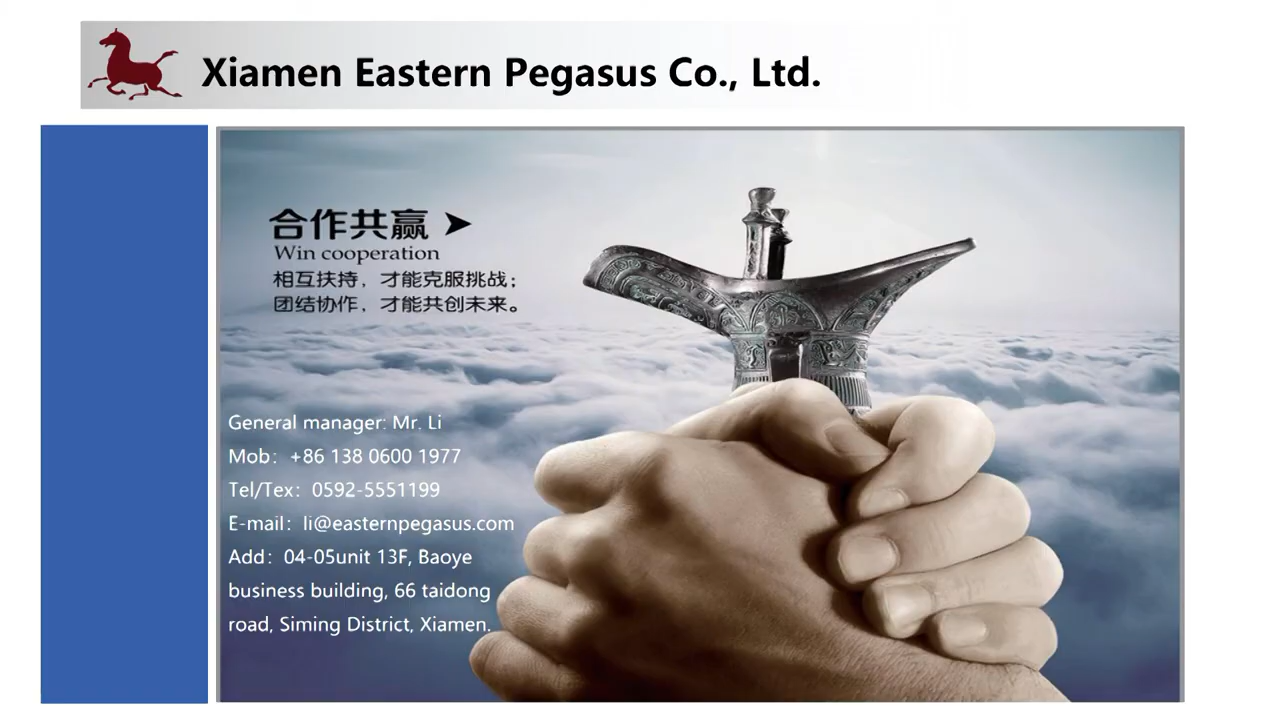 Xiamen Eastern Pegasus Co., Ltd.
合作共赢
Win cooperation
相互扶持，才能克服挑战；
团结协作，才能共创未来。
General manager: Mr. Li
Mob：+86 138 0600 1977
Tel/Tex：0592-5551199
E-mail：li@easternpegasus.com
Add：04-05unit 13F, Baoye
business building, 66 taidong
road, Siming District, Xiamen.